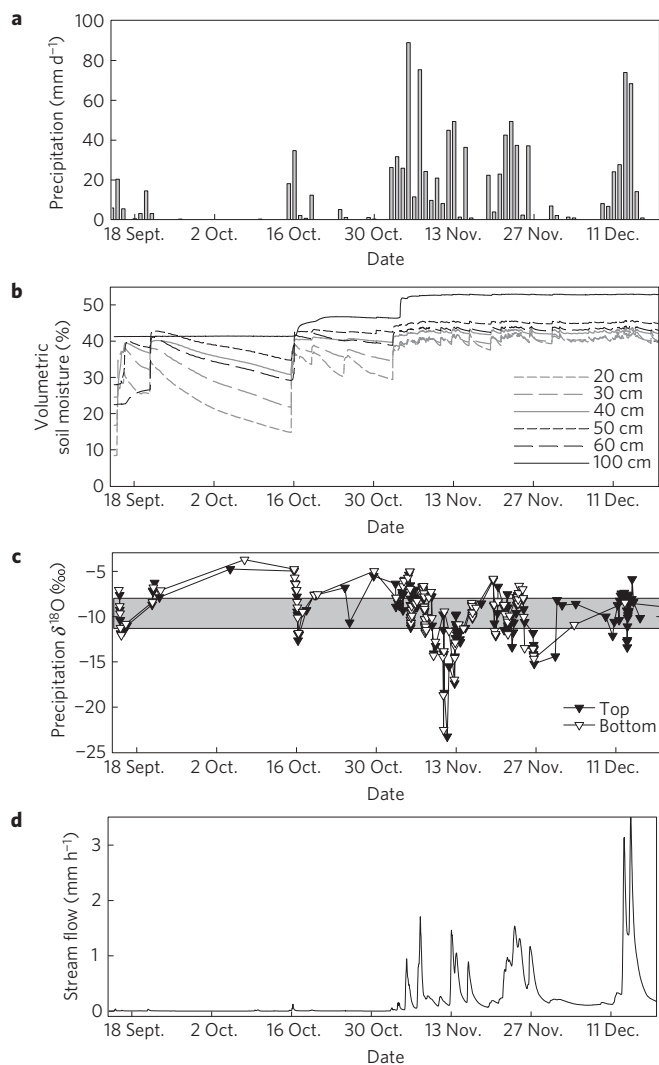 a
Precipitation (mm d⁻¹)
100
80
60
40
20
0
18 Sept. 2 Oct. 16 Oct. 30 Oct. 13 Nov. 27 Nov. 11 Dec.
Date
b
Volumetric
soil moisture (%)
50
40
30
20
10
0
20 cm
30 cm
40 cm
50 cm
60 cm
100 cm
18 Sept. 2 Oct. 16 Oct. 30 Oct. 13 Nov. 27 Nov. 11 Dec.
Date
c
Precipitation δ¹⁸O (‰)
−5
−10
−15
−20
−25
Top
Bottom
18 Sept. 2 Oct. 16 Oct. 30 Oct. 13 Nov. 27 Nov. 11 Dec.
Date
d
Stream flow (mm h⁻¹)
3
2
1
0
18 Sept. 2 Oct. 16 Oct. 30 Oct. 13 Nov. 27 Nov. 11 Dec.
Date